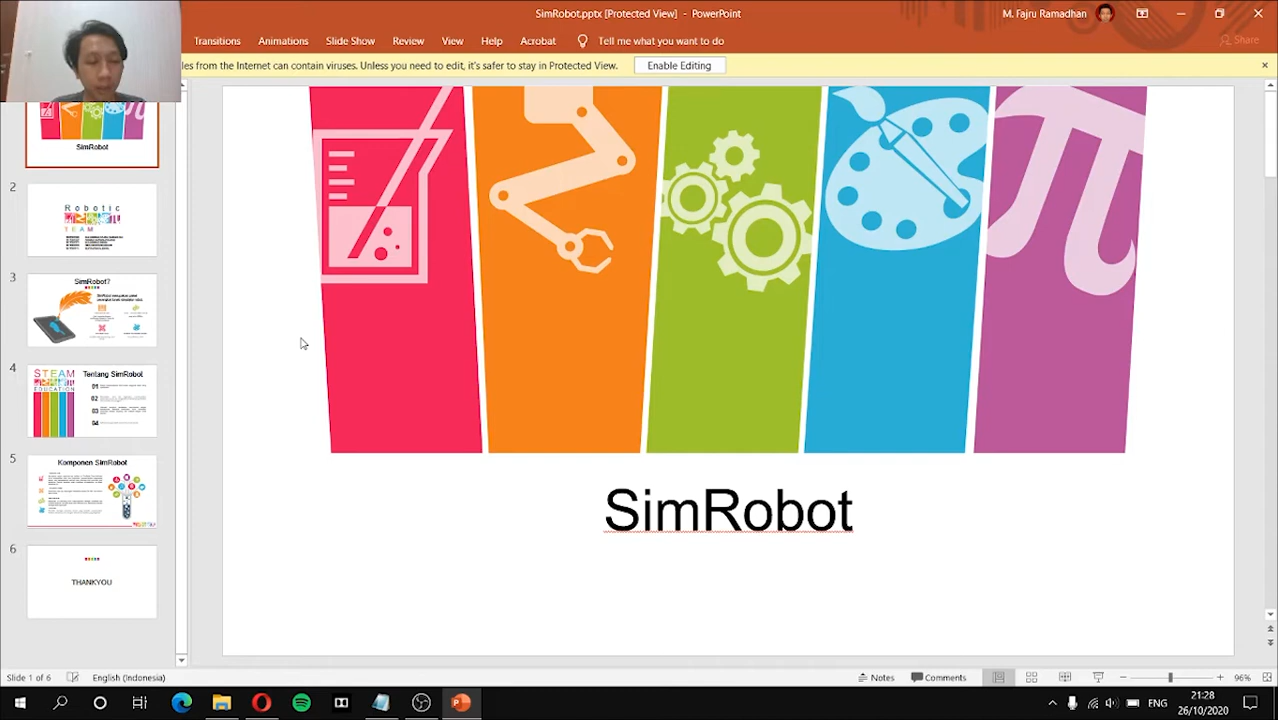 SimRobot.pptx [Protected View] - PowerPoint
M. Fajru Ramadhan
Transitions
Animations
Slide Show
Review
View
Help
Acrobat
Tell me what you want to do
Share
les from the Internet can contain viruses. Unless you need to edit, it's safer to stay in Protected View.
Enable Editing
SimRobot
2
Robotic
TEAM
3
SimRobot?
4
STEAM
EDUCATION
Tentang SimRobot
01
02
03
04
5
Komponen SimRobot
6
THANKYOU
SimRobot
Slide 1 of 6
English (Indonesia)
Notes
Comments
96%
ENG
21:28
26/10/2020